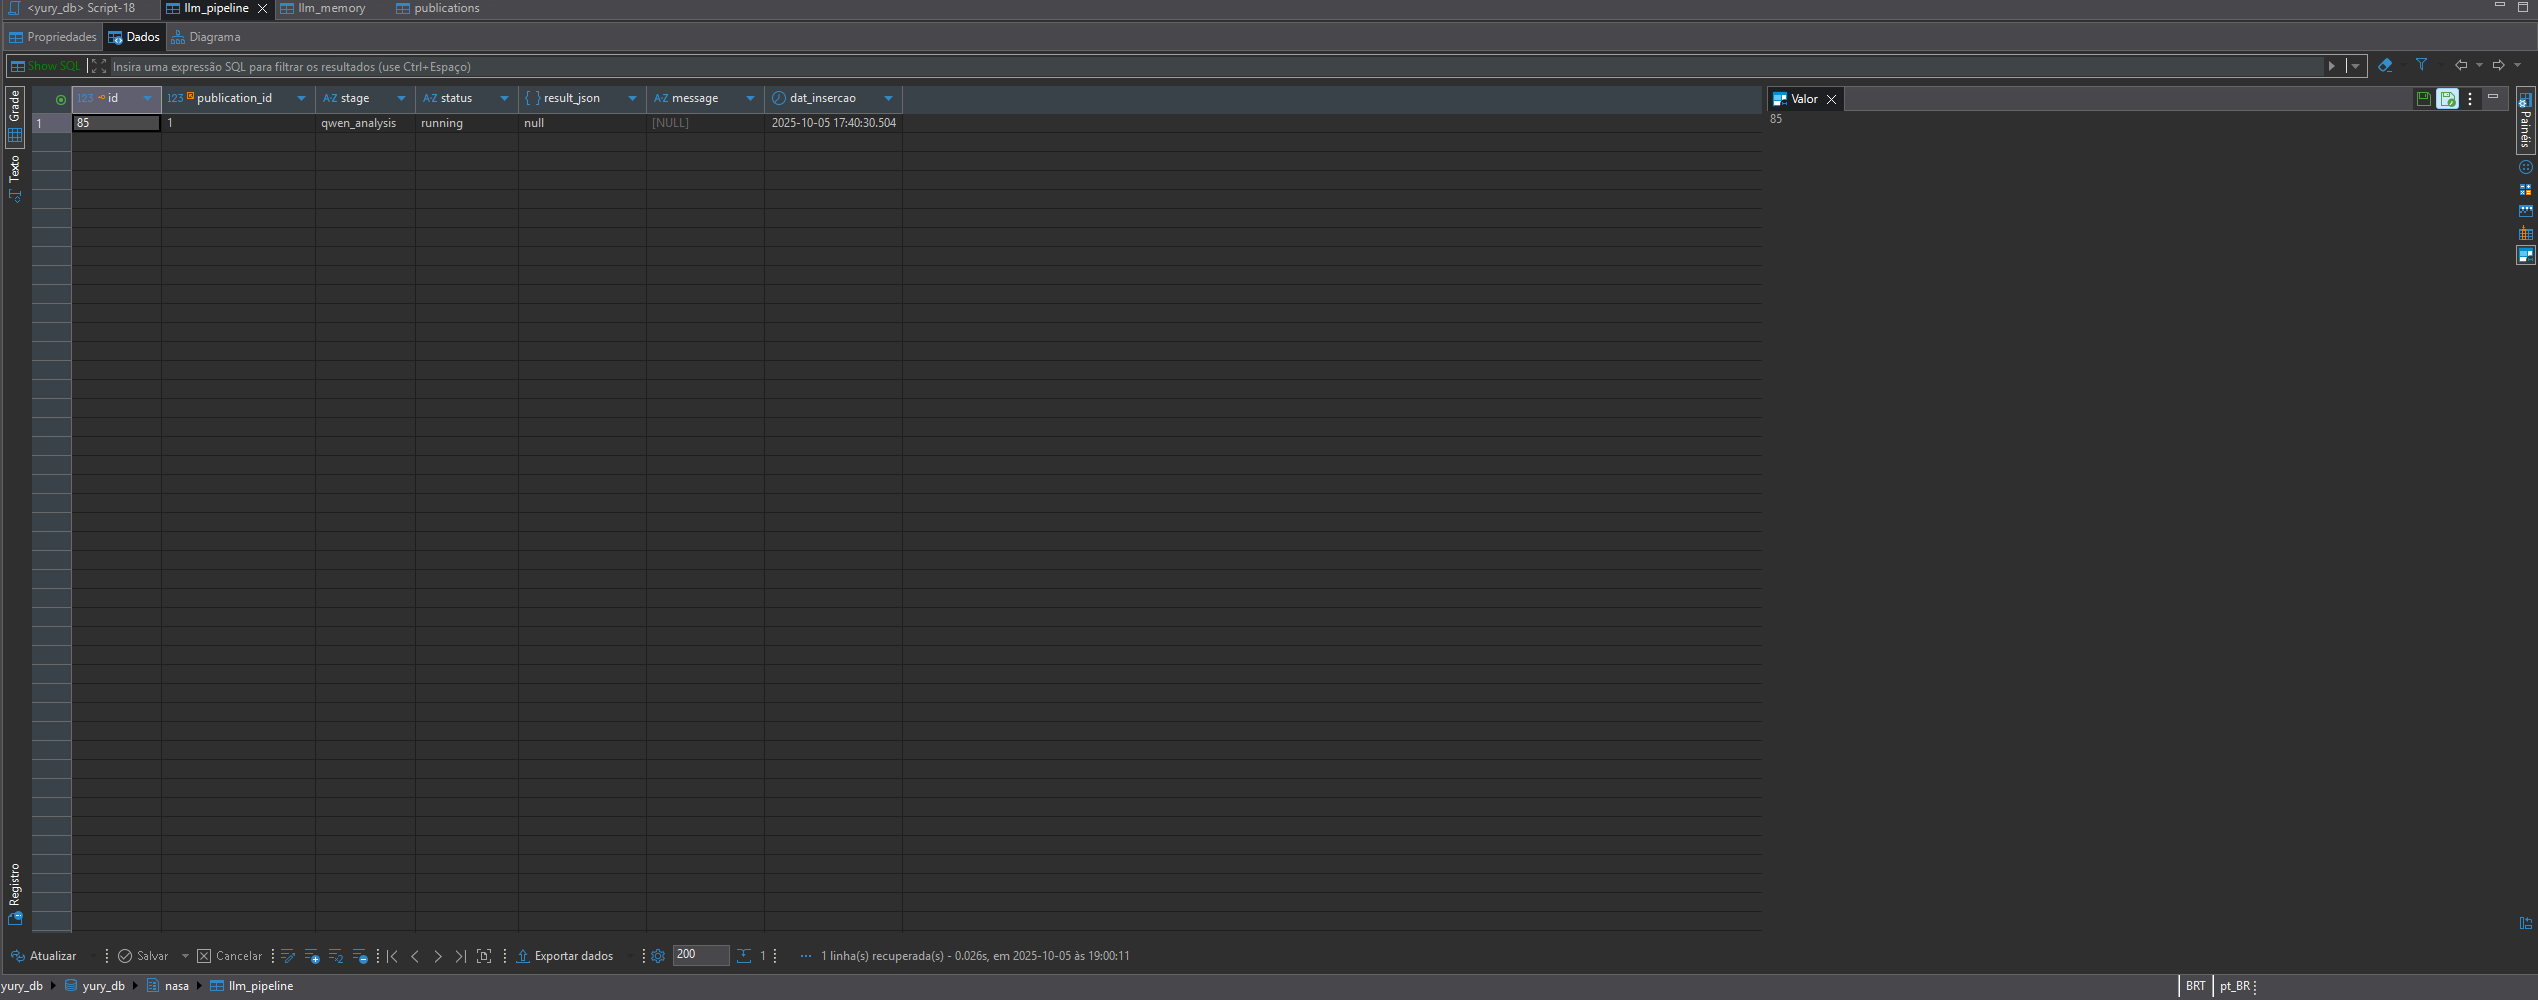 <yury_db> Script-18 llm_pipeline llm_memory publications
Propriedades Dados Diagrama
Show SQL Insira uma expressão SQL para filtrar os resultados (use Ctrl+Espaço)
Grade
Texto
Registro
123 id 123 publication_id A-Z stage A-Z status { } result_json A-Z message dat_insercao
1 85 1 qwen_analysis running null [NULL] 2025-10-05 17:40:30.504
Valor
85
Painéis
Atualizar Salvar Cancelar Exportar dados 200 1 ... 1 linha(s) recuperada(s) - 0.026s, em 2025-10-05 às 19:00:11
yury_db yury_db nasa llm_pipeline BRT pt_BR